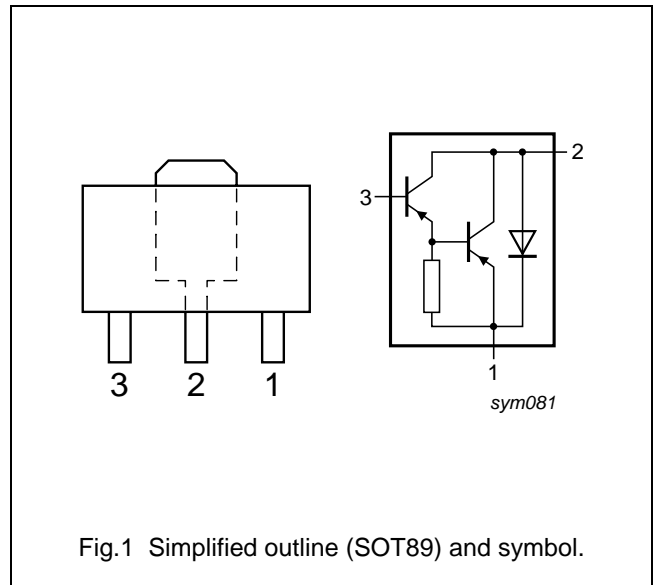 3 2 1
3
2
1
sym081
Fig.1 Simplified outline (SOT89) and symbol.